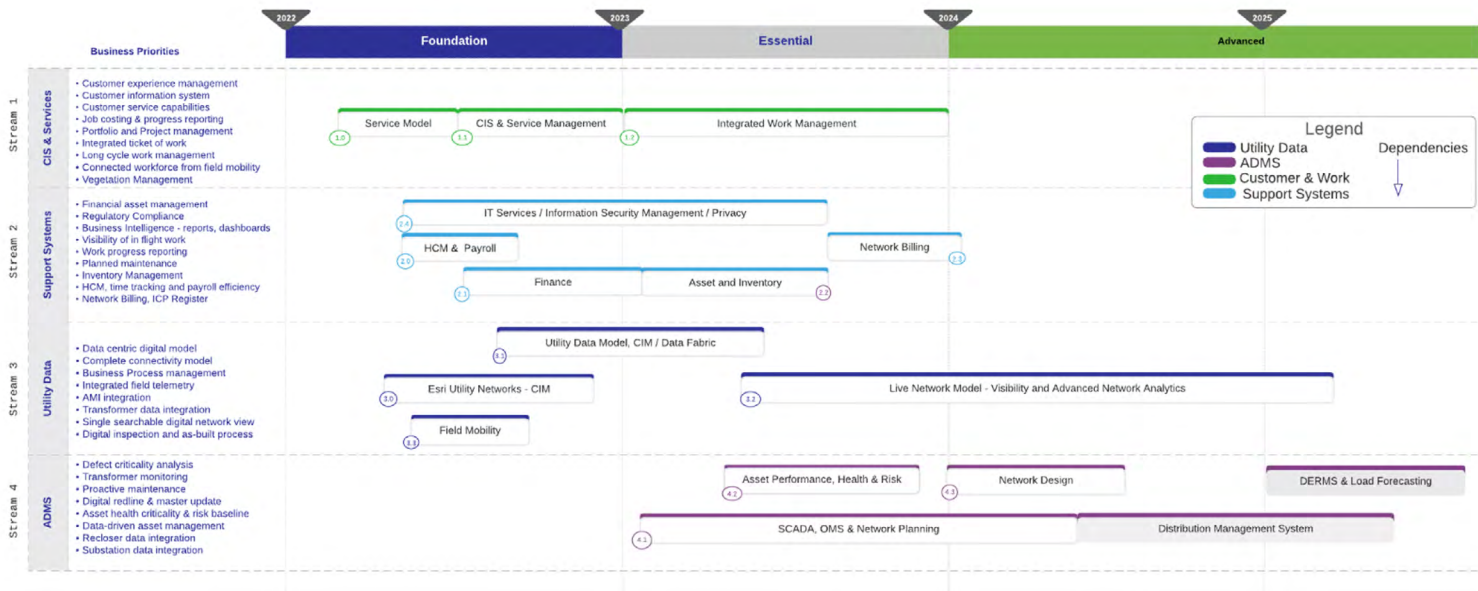 2022
2023
2024
2025
Business Priorities
Foundation
Essential
Advanced
Stream 1
CIS & Services
• Customer experience management
• Customer information system
• Customer service capabilities
• Job costing & progress reporting
• Portfolio and Project management
• Integrated ticket of work
• Long cycle work management
• Connected workforce from field mobility
• Vegetation Management
Service Model
CIS & Service Management
Integrated Work Management
1.0
1.1
1.2
Legend
Utility Data
ADMS
Customer & Work
Support Systems
Dependencies
Stream 2
Support Systems
• Financial asset management
• Regulatory Compliance
• Business Intelligence - reports, dashboards
• Visibility of in flight work
• Work progress reporting
• Planned maintenance
• Inventory Management
• HCM, time tracking and payroll efficiency
• Network Billing, ICP Register
IT Services / Information Security Management / Privacy
2.4
HCM & Payroll
2.0
Network Billing
2.3
Finance
2.1
Asset and Inventory
2.2
Stream 3
Utility Data
• Data centric digital model
• Complete connectivity model
• Business Process management
• Integrated field telemetry
• AMI integration
• Transformer data integration
• Single searchable digital network view
• Digital inspection and as-built process
Utility Data Model, CIM / Data Fabric
3.1
Esri Utility Networks - CIM
3.0
Live Network Model - Visibility and Advanced Network Analytics
3.2
Field Mobility
Stream 4
ADMS
• Defect criticality analysis
• Transformer monitoring
• Proactive maintenance
• Digital redline & master update
• Asset health criticality & risk baseline
• Data-driven asset management
• Recloser data integration
• Substation data integration
Asset Performance, Health & Risk
4.2
Network Design
4.3
DERMS & Load Forecasting
SCADA, OMS & Network Planning
4.1
Distribution Management System